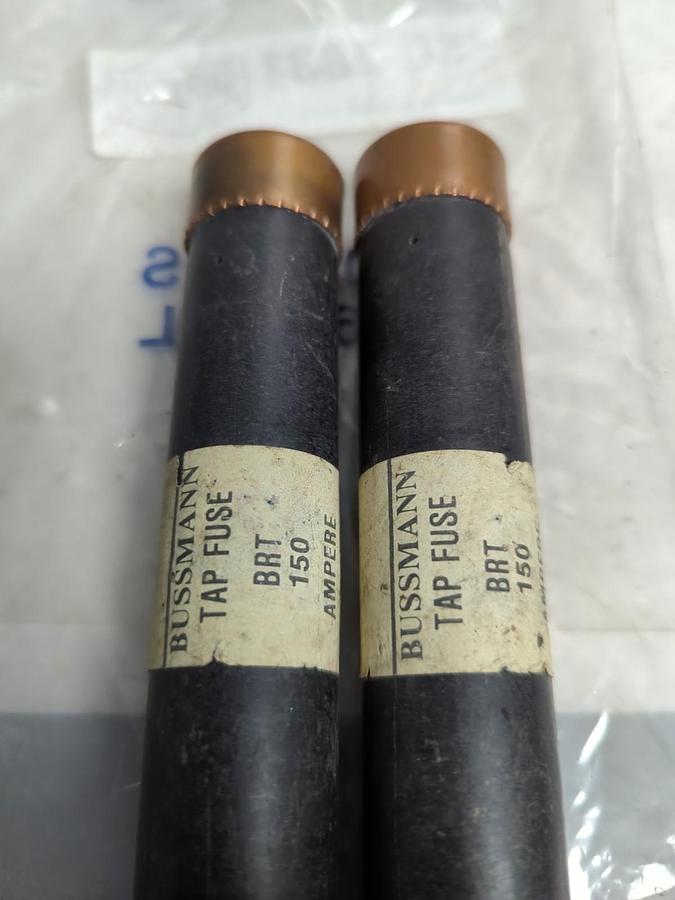 BUSSMANN
TAP FUSE
BRT
150
AMPERE
BUSSMANN
TAP FUSE
BRT
150